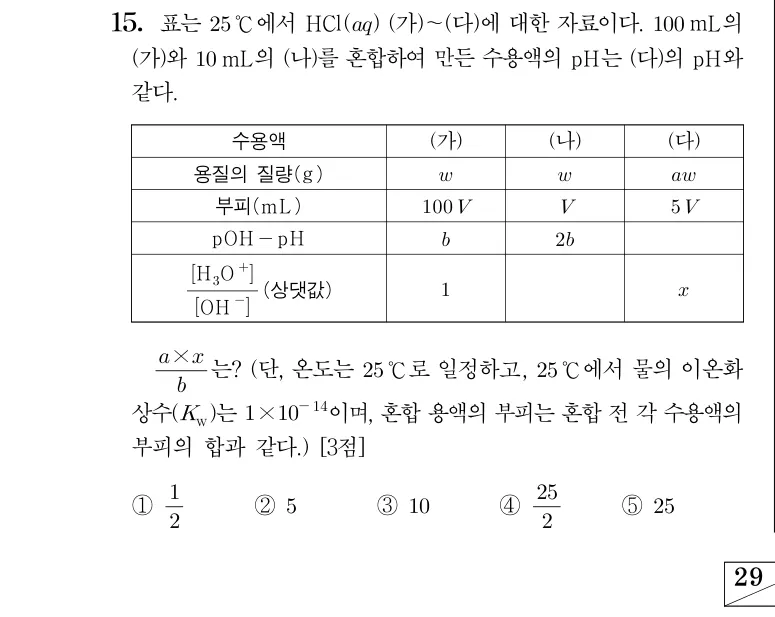 15. 표는 25℃에서 HCl(aq) (가)~(다)에 대한 자료이다. 100 mL의
(가)와 10 mL의 (나)를 혼합하여 만든 수용액의 pH는 (다)의 pH와
같다.
수용액 (가) (나) (다)
용질의 질량(g) w w aw
부피(mL) 100V V 5V
pOH－pH b 2b
[H₃O⁺]/[OH⁻] (상댓값) 1 x
a×x/b 는? (단, 온도는 25℃로 일정하고, 25℃에서 물의 이온화
상수(K_w)는 1×10⁻¹⁴이며, 혼합 용액의 부피는 혼합 전 각 수용액의
부피의 합과 같다.) [3점]
① 1/2 ② 5 ③ 10 ④ 25/2 ⑤ 25
29